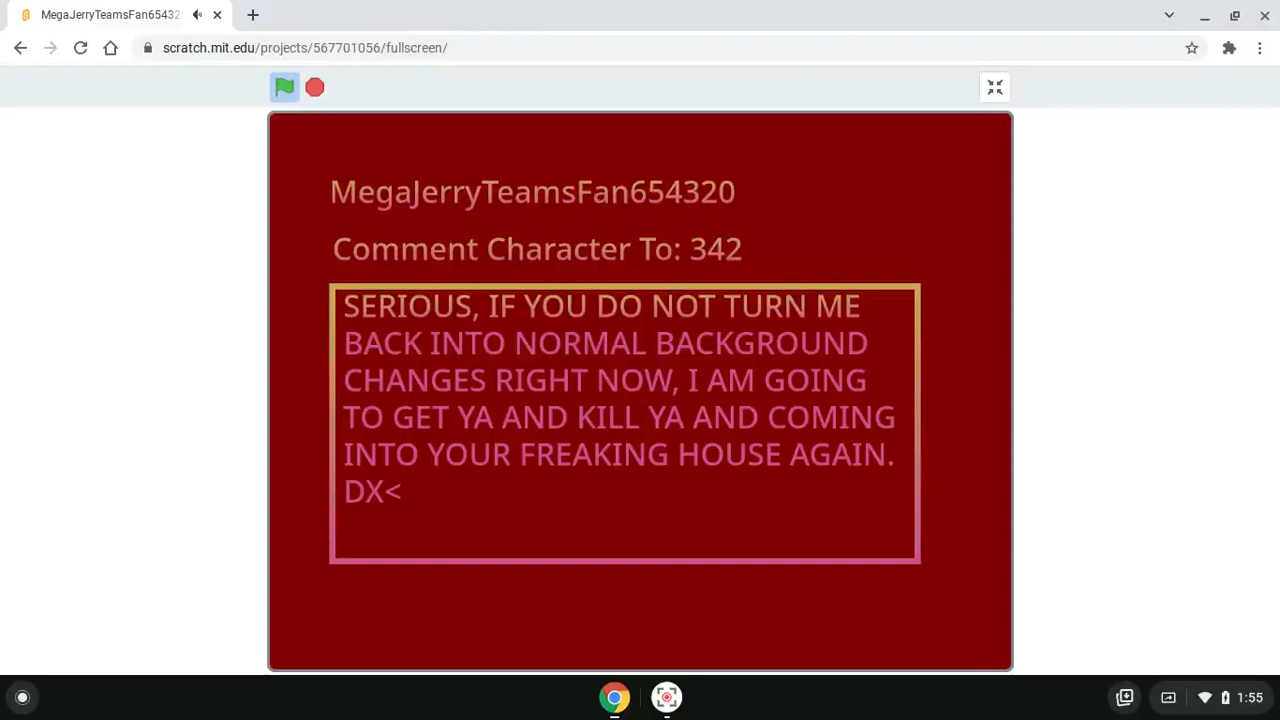 MegaJerryTeamsFan65432
scratch.mit.edu/projects/567701056/fullscreen/
MegaJerryTeamsFan654320
Comment Character To: 342
SERIOUS, IF YOU DO NOT TURN ME
BACK INTO NORMAL BACKGROUND
CHANGES RIGHT NOW, I AM GOING
TO GET YA AND KILL YA AND COMING
INTO YOUR FREAKING HOUSE AGAIN.
DX<
1:55